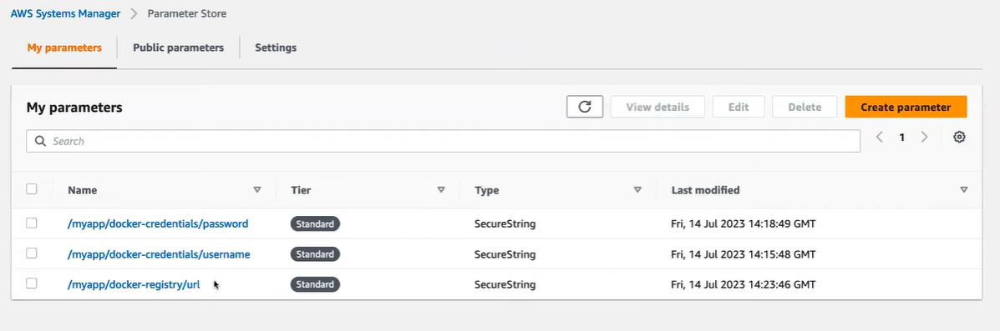 AWS Systems Manager Parameter Store
My parameters Public parameters Settings
My parameters View details Edit Delete Create parameter
Search 1
Name Tier Type Last modified
/myapp/docker-credentials/password Standard SecureString Fri, 14 Jul 2023 14:18:49 GMT
/myapp/docker-credentials/username Standard SecureString Fri, 14 Jul 2023 14:15:48 GMT
/myapp/docker-registry/url Standard SecureString Fri, 14 Jul 2023 14:23:46 GMT